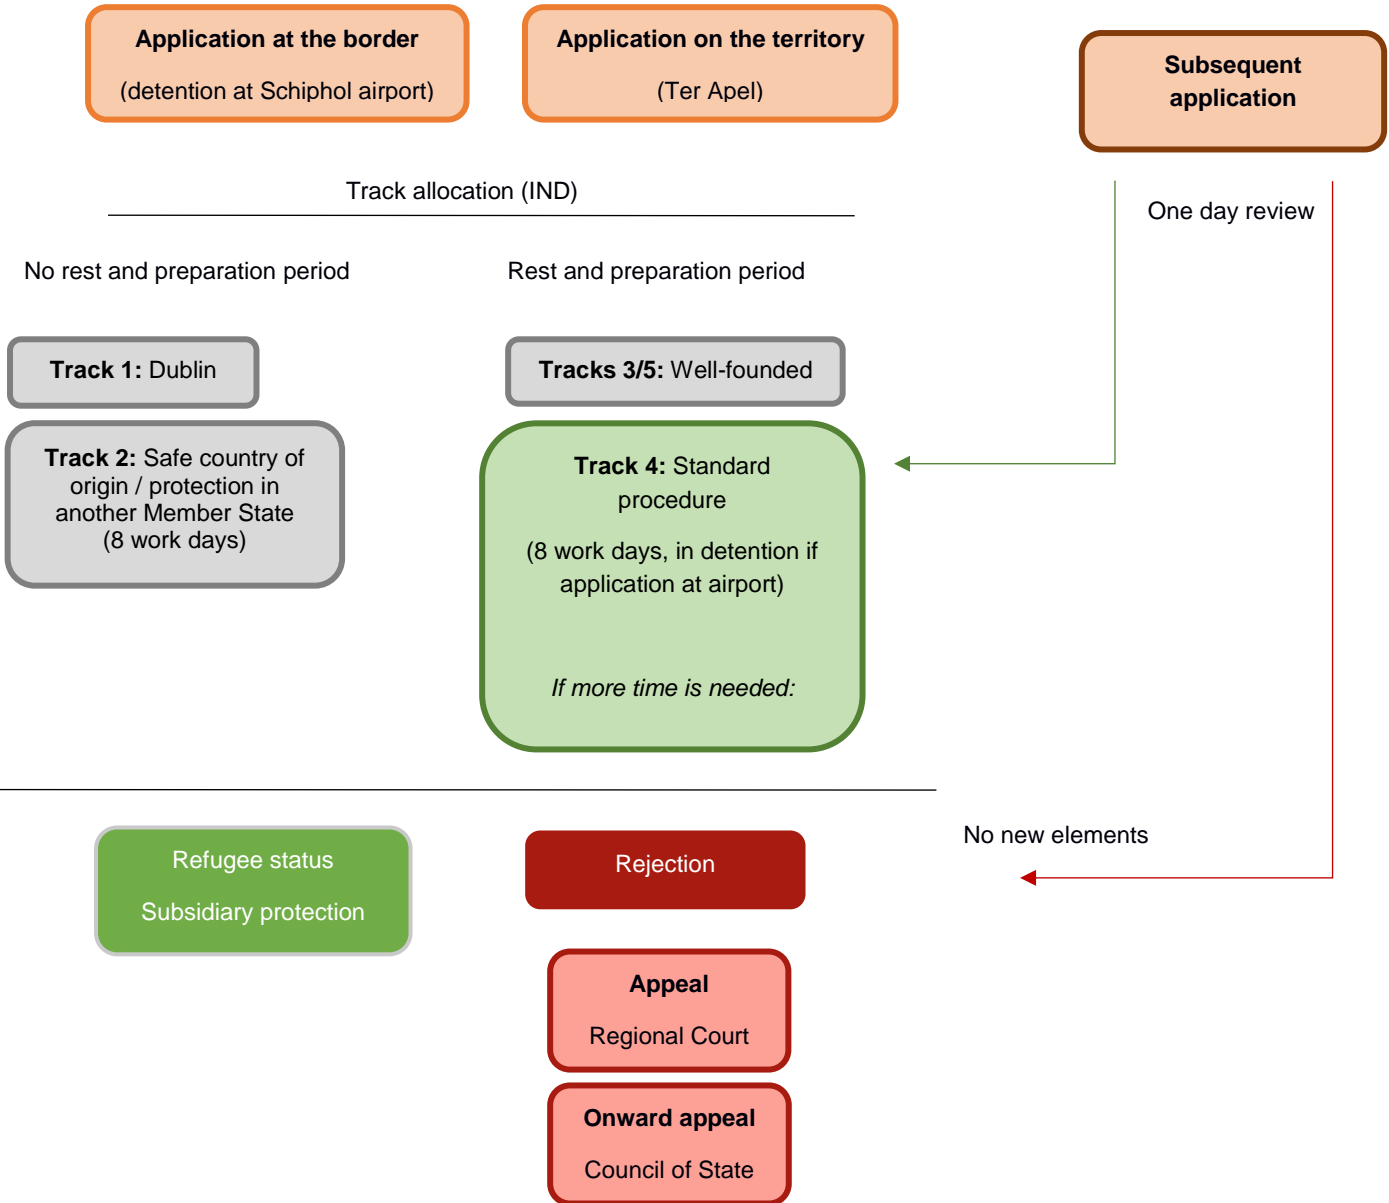 Application at the border
(detention at Schiphol airport)
Application on the territory
(Ter Apel)
Subsequent
application
Track allocation (IND)
One day review
No rest and preparation period
Rest and preparation period
Track 1: Dublin
Tracks 3/5: Well-founded
Track 2: Safe country of
origin / protection in
another Member State
(8 work days)
Track 4: Standard
procedure
(8 work days, in detention if
application at airport)
If more time is needed:
No new elements
Refugee status
Subsidiary protection
Rejection
Appeal
Regional Court
Onward appeal
Council of State